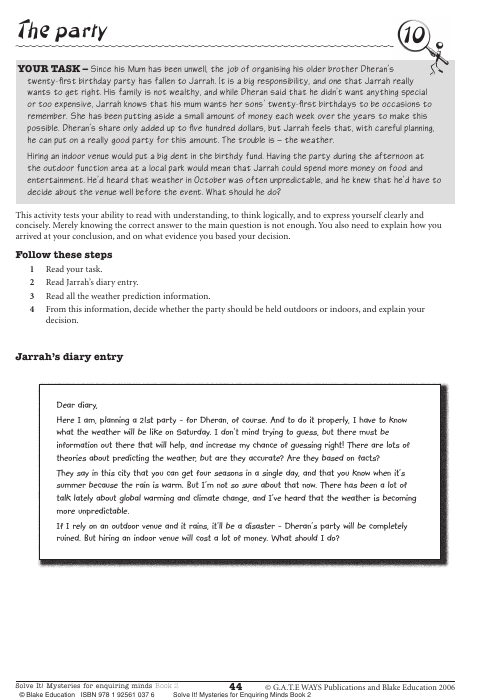 The party
10
YOUR TASK – Since his Mum has been unwell, the job of organising his older brother Dheran's
twenty-first birthday party has fallen to Jarrah. It is a big responsibility, and one that Jarrah really
wants to get right. His family is not wealthy, and while Dheran said that he didn't want anything special
or too expensive, Jarrah knows that his mum wants her sons' twenty-first birthdays to be occasions to
remember. She has been putting aside a small amount of money each week over the years to make this
possible. Dheran's share only added up to five hundred dollars, but Jarrah feels that, with careful planning,
he can put on a really good party for this amount. The trouble is – the weather.
Hiring an indoor venue would put a big dent in the birthdy fund. Having the party during the afternoon at
the outdoor function area at a local park would mean that Jarrah could spend more money on food and
entertainment. He'd heard that weather in October was often unpredictable, and he knew that he'd have to
decide about the venue well before the event. What should he do?
This activity tests your ability to read with understanding, to think logically, and to express yourself clearly and
concisely. Merely knowing the correct answer to the main question is not enough. You also need to explain how you
arrived at your conclusion, and on what evidence you based your decision.
Follow these steps
1 Read your task.
2 Read Jarrah's diary entry.
3 Read all the weather prediction information.
4 From this information, decide whether the party should be held outdoors or indoors, and explain your
decision.
Jarrah's diary entry
Dear diary,
Here I am, planning a 21st party – for Dheran, of course. And to do it properly, I have to know
what the weather will be like on Saturday. I don't mind trying to guess, but there must be
information out there that will help, and increase my chance of guessing right! There are lots of
theories about predicting the weather, but are they accurate? Are they based on facts?
They say in this city that you can get four seasons in a single day, and that you know when it's
summer because the rain is warm. But I'm not so sure about that now. There has been a lot of
talk lately about global warming and climate change, and I've heard that the weather is becoming
more unpredictable.
If I rely on an outdoor venue and it rains, it'll be a disaster – Dheran's party will be completely
ruined. But hiring an indoor venue will cost a lot of money. What should I do?
Solve It! Mysteries for enquiring minds Book 2
44
© G.A.T.E WAYS Publications and Blake Education 2006
© Blake Education ISBN 978 1 92561 037 6 Solve It! Mysteries for Enquiring Minds Book 2